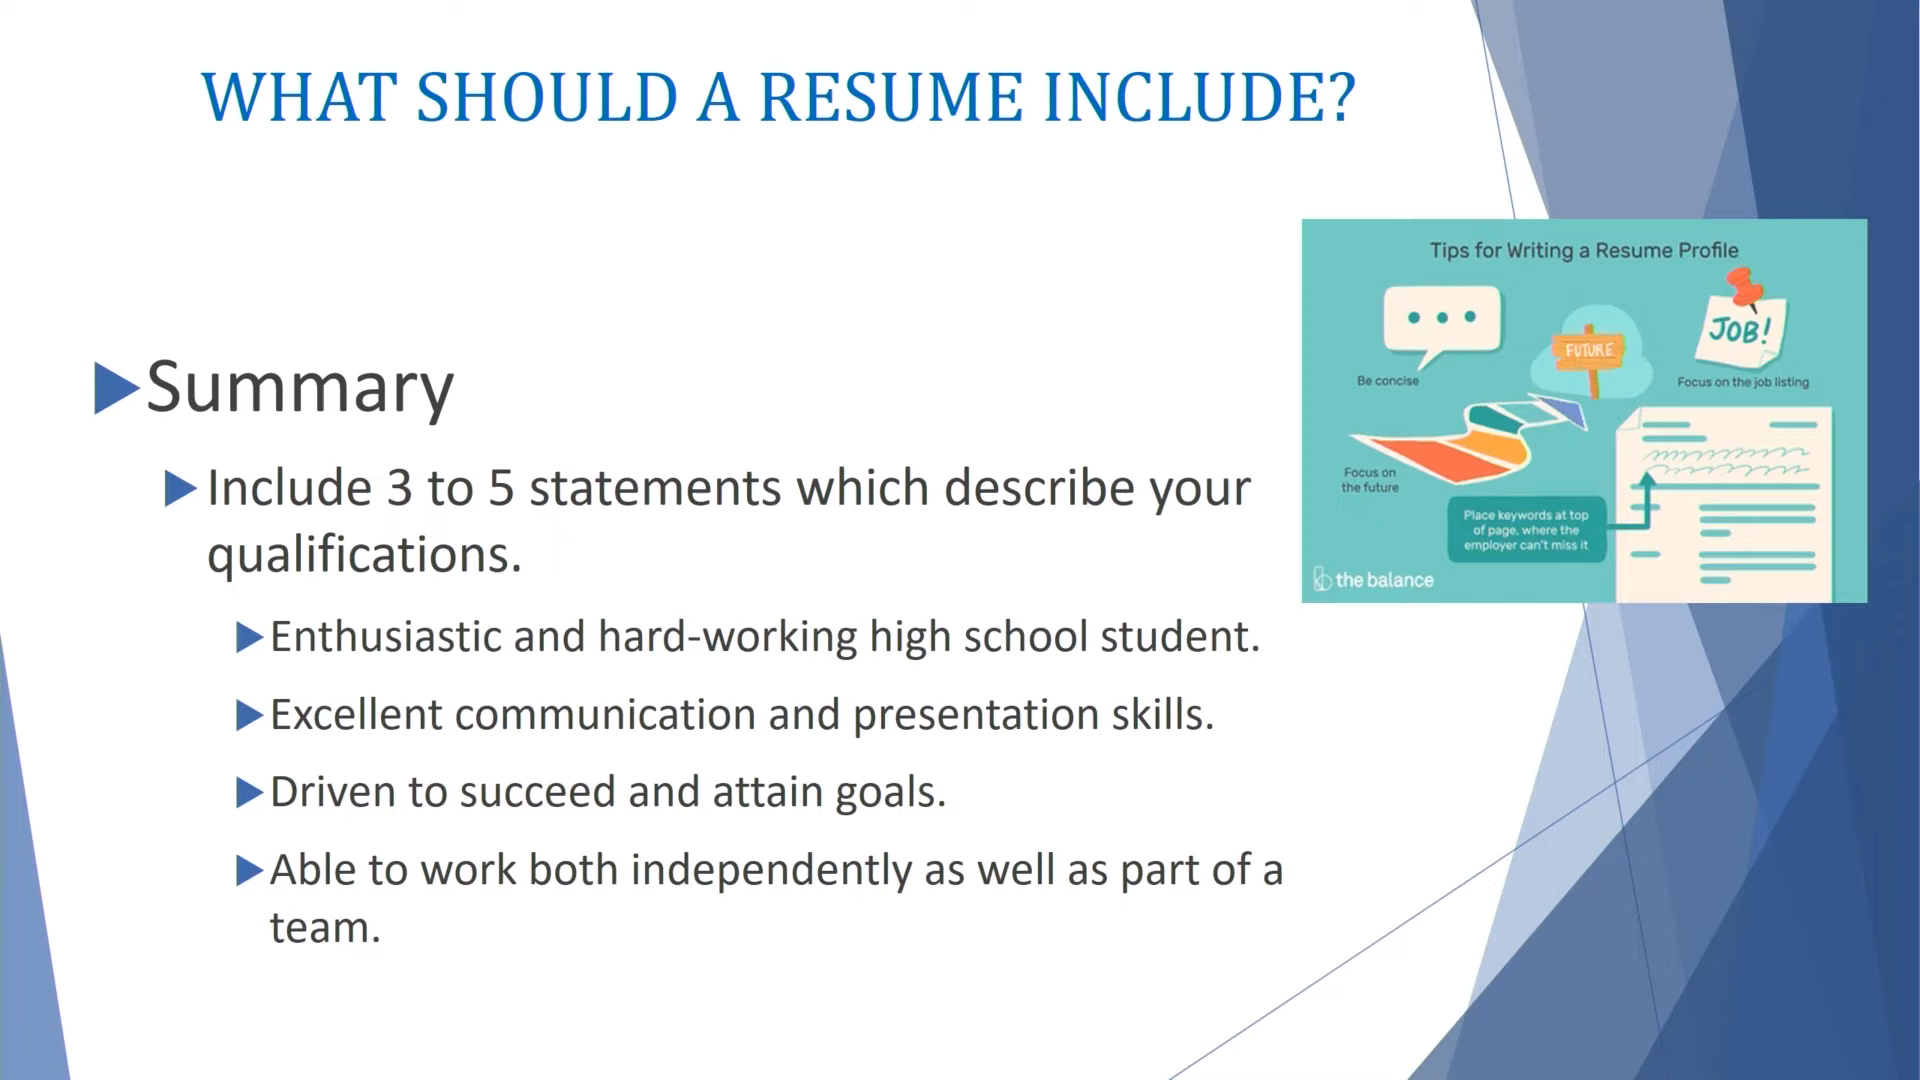 WHAT SHOULD A RESUME INCLUDE?
Summary
Include 3 to 5 statements which describe your
qualifications.
Enthusiastic and hard-working high school student.
Excellent communication and presentation skills.
Driven to succeed and attain goals.
Able to work both independently as well as part of a
team.
Tips for Writing a Resume Profile
Be concise
FUTURE
JOB!
Focus on the job listing
Focus on
the future
Place keywords at top
of page, where the
employer can't miss it
the balance